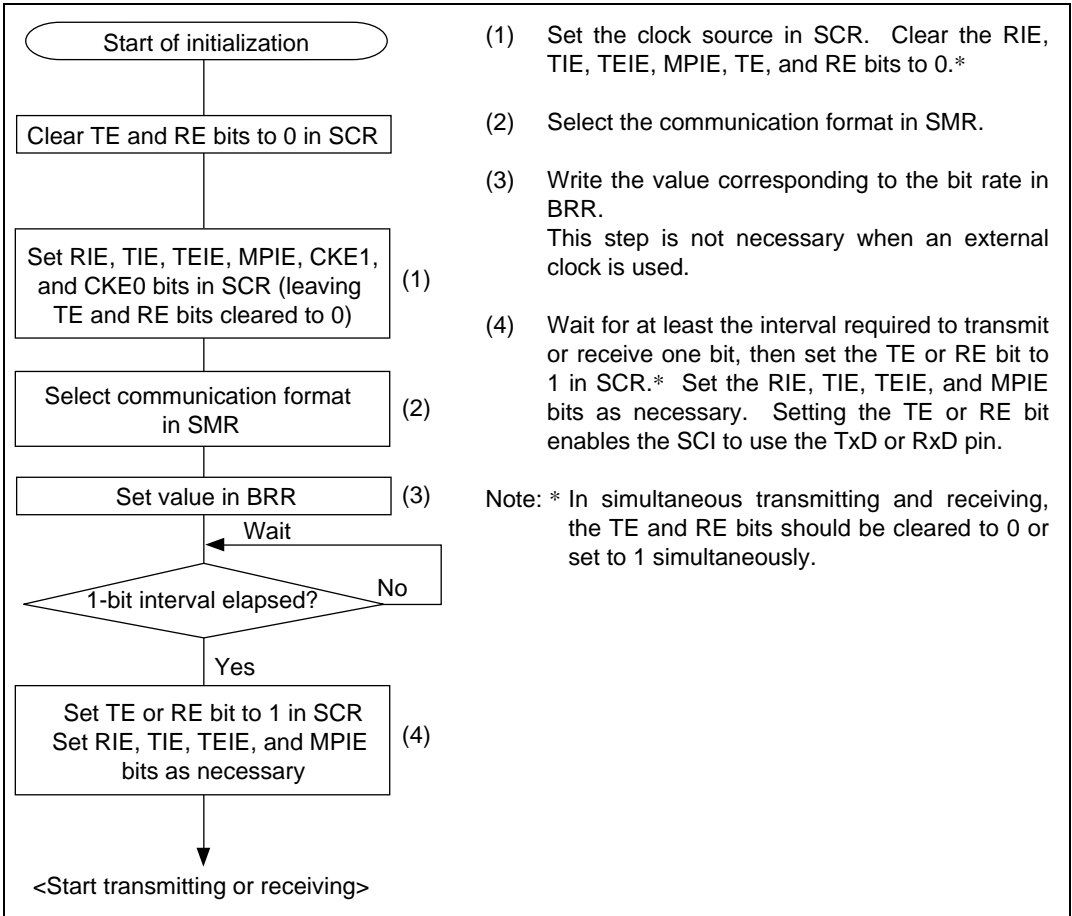 Start of initialization
Clear TE and RE bits to 0 in SCR
Set RIE, TIE, TEIE, MPIE, CKE1,
and CKE0 bits in SCR (leaving
TE and RE bits cleared to 0)
(1)
Select communication format
in SMR
(2)
Set value in BRR
(3)
Wait
1-bit interval elapsed?
No
Yes
Set TE or RE bit to 1 in SCR
Set RIE, TIE, TEIE, and MPIE
bits as necessary
(4)
<Start transmitting or receiving>
(1) Set the clock source in SCR. Clear the RIE,
TIE, TEIE, MPIE, TE, and RE bits to 0.*
(2) Select the communication format in SMR.
(3) Write the value corresponding to the bit rate in
BRR.
This step is not necessary when an external
clock is used.
(4) Wait for at least the interval required to transmit
or receive one bit, then set the TE or RE bit to
1 in SCR.* Set the RIE, TIE, TEIE, and MPIE
bits as necessary. Setting the TE or RE bit
enables the SCI to use the TxD or RxD pin.
Note: * In simultaneous transmitting and receiving,
the TE and RE bits should be cleared to 0 or
set to 1 simultaneously.